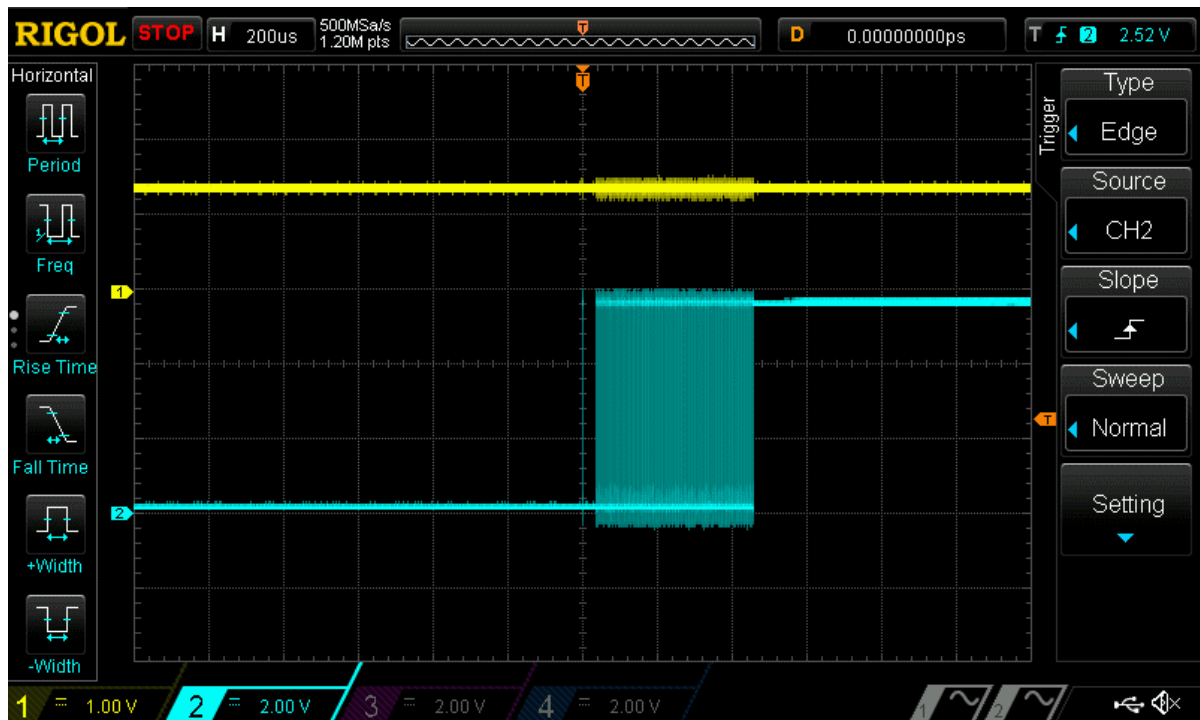 RIGOL STOP H 200us 500MSa/s 1.20M pts T D 0.00000000ps T 2 2.52 V
Horizontal
Period
Freq
Rise Time
Fall Time
+Width
-Width
T
1
2
T
Trigger
Type
Edge
Source
CH2
Slope
Sweep
Normal
Setting
1 1.00 V 2 2.00 V 3 2.00 V 4 2.00 V 1 2